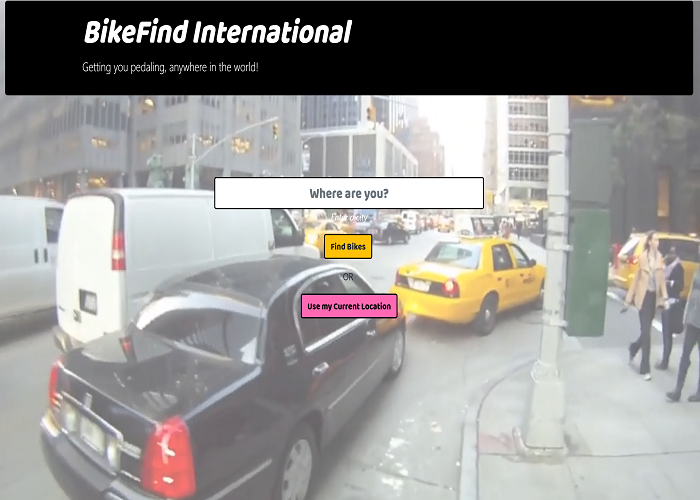 BikeFind International
Getting you pedaling, anywhere in the world!
Where are you?
Enter a city
Find Bikes
OR
Use my Current Location